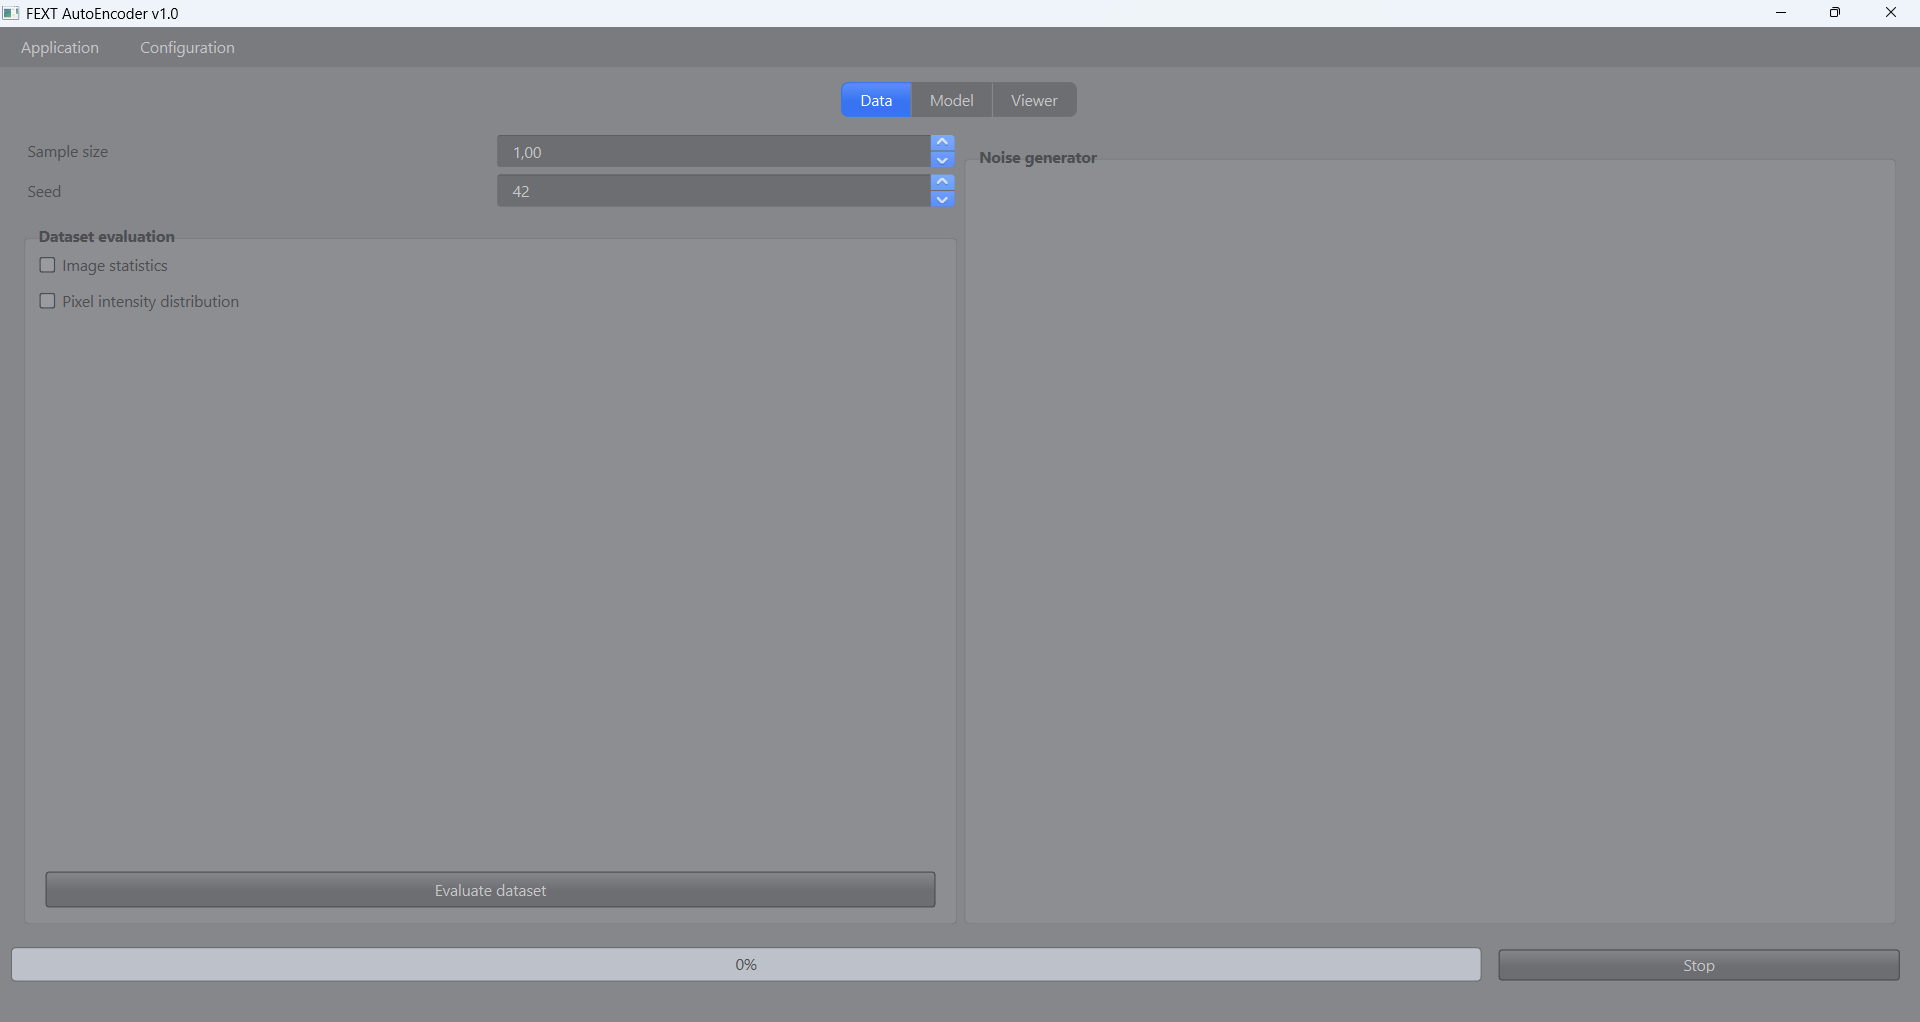 FEXT AutoEncoder v1.0
Application Configuration
Data Model Viewer
Sample size 1,00
Seed 42
Noise generator
Dataset evaluation
Image statistics
Pixel intensity distribution
Evaluate dataset
0%
Stop